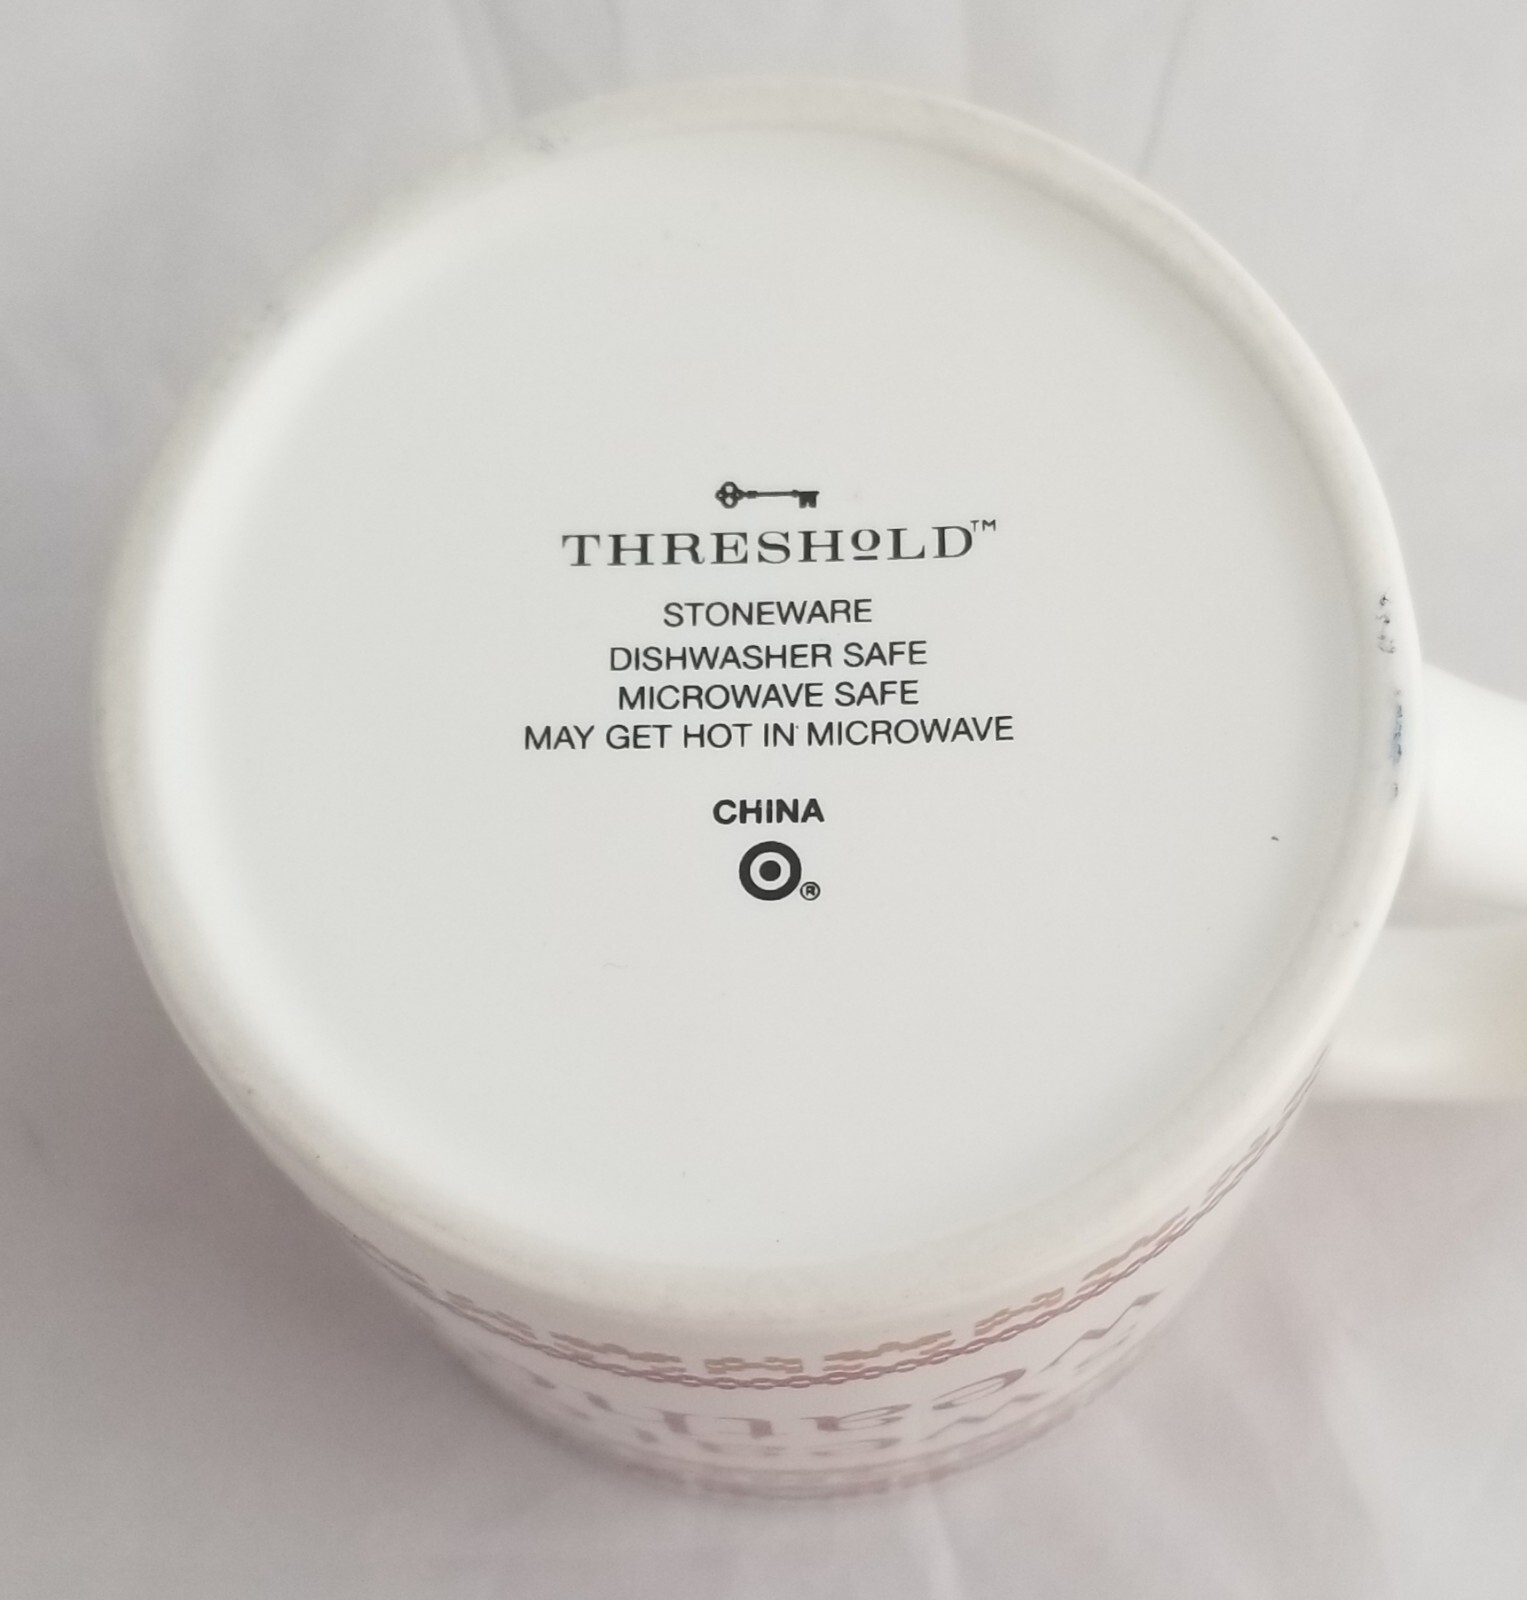 THRESHOLD™
STONEWARE
DISHWASHER SAFE
MICROWAVE SAFE
MAY GET HOT IN MICROWAVE
CHINA
®